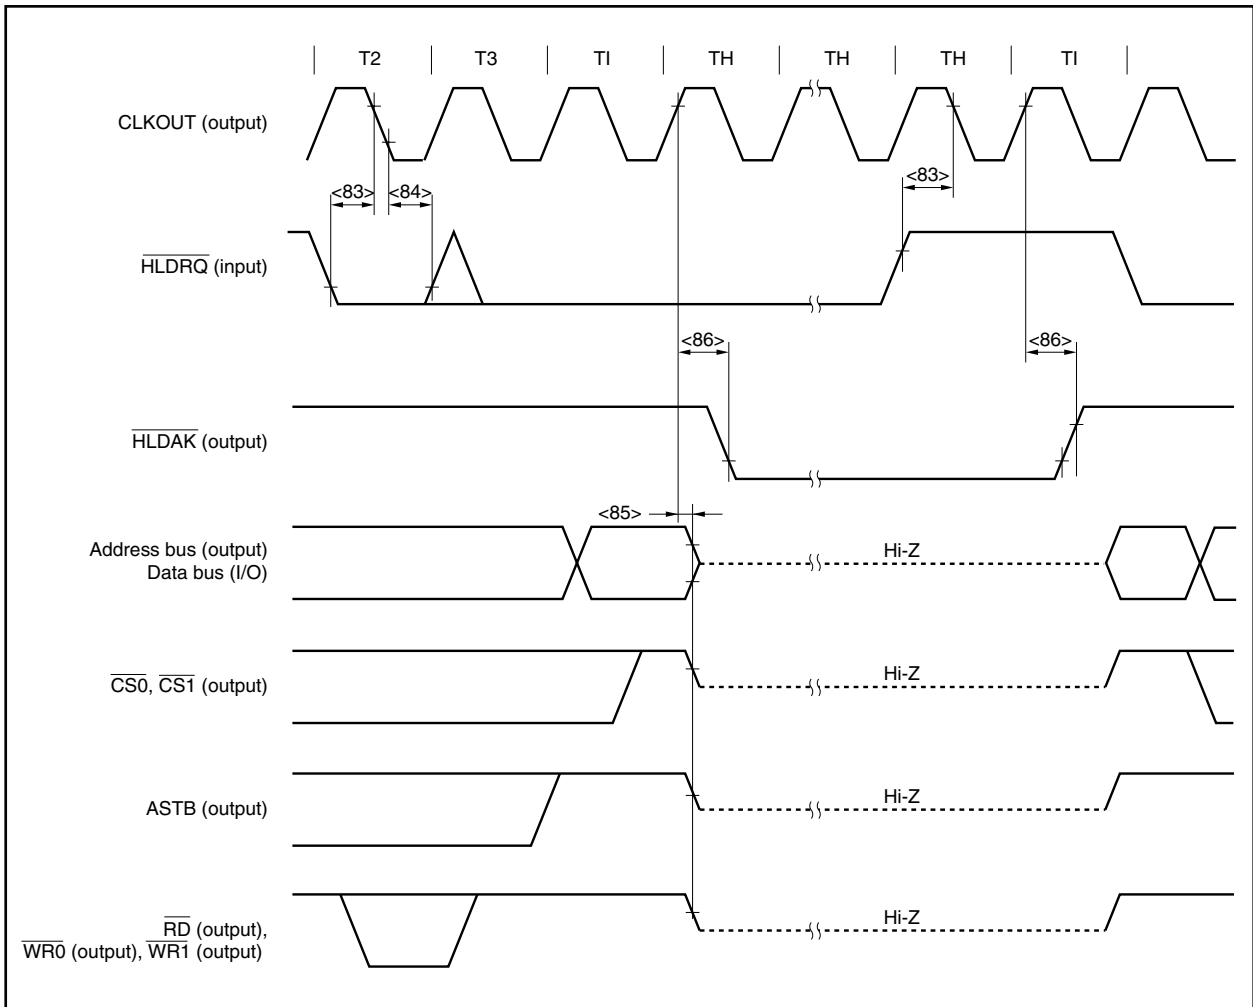 T2 T3 TI TH TH TH TI
CLKOUT (output)
<83> <84> <83>
HLDRQ (input)
<86> <86>
HLDAK (output)
<85>
Address bus (output)
Data bus (I/O)
Hi-Z
CS0, CS1 (output)
Hi-Z
ASTB (output)
Hi-Z
RD (output),
WR0 (output), WR1 (output)
Hi-Z